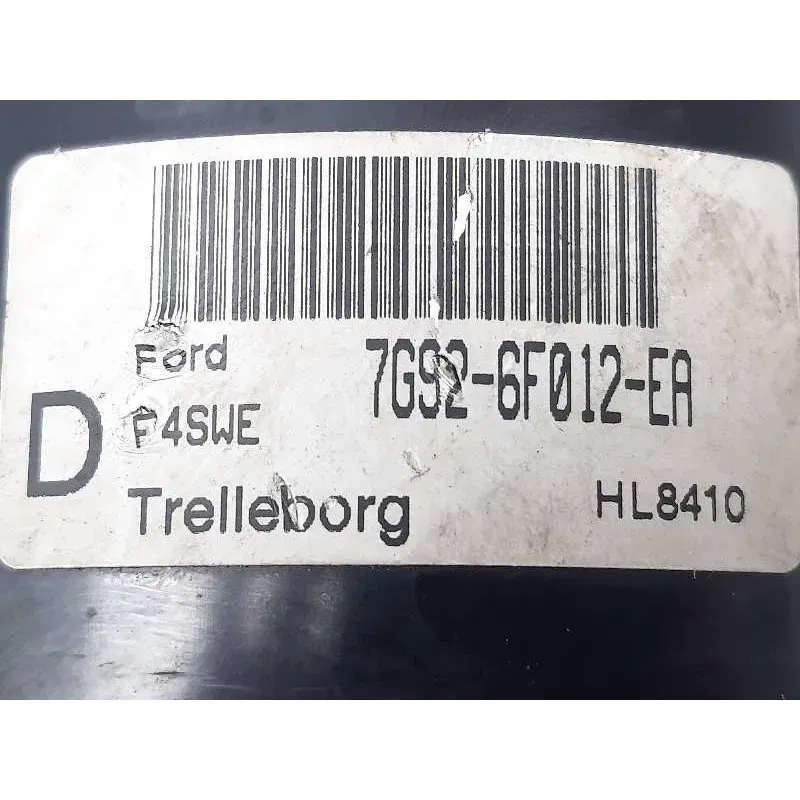 Ford
7G92-6F012-EA
D
F4SWE
Trelleborg
HL8410